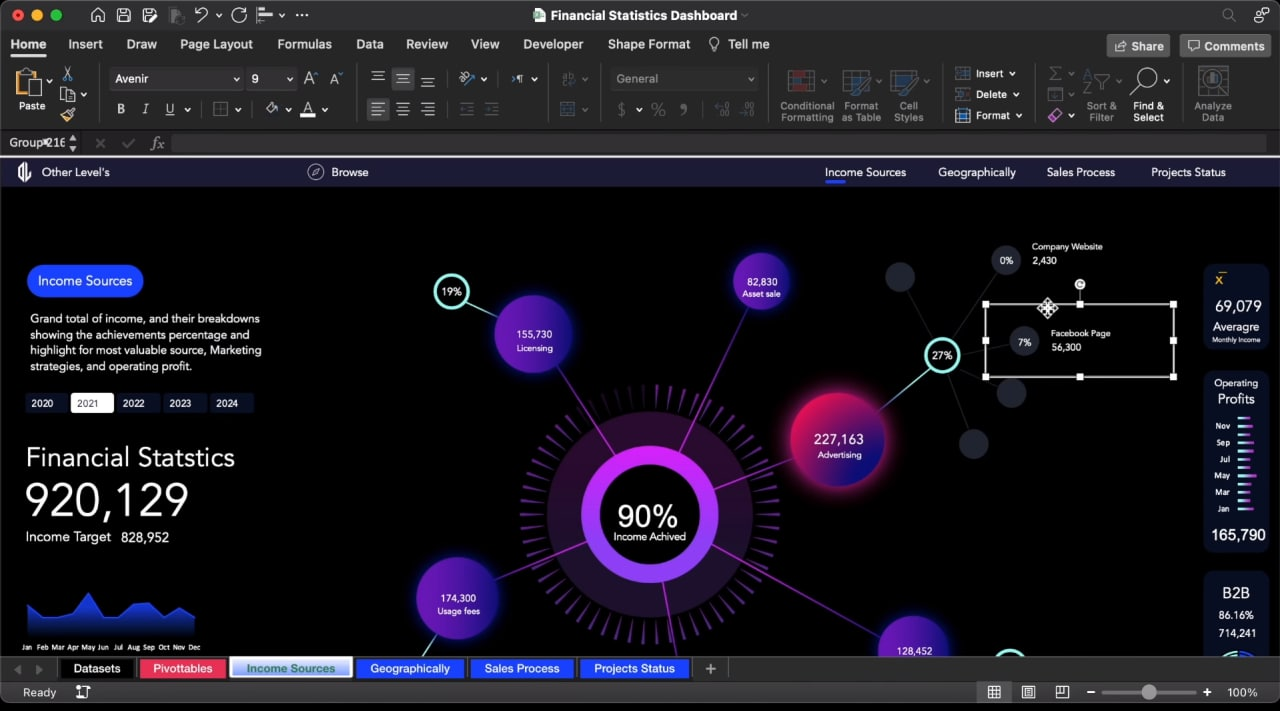 Financial Statistics Dashboard
Home Insert Draw Page Layout Formulas Data Review View Developer Shape Format Tell me
Share Comments
Paste
Avenir 9
General
Conditional Formatting
Format as Table
Cell Styles
Insert
Delete
Format
Sort & Filter
Find & Select
Analyze Data
fx
Other Level's
Browse
Income Sources Geographically Sales Process Projects Status
Income Sources
Grand total of income, and their breakdowns
showing the achievements percentage and
highlight for most valuable source, Marketing
strategies, and operating profit.
2020 2021 2022 2023 2024
Financial Statstics
920,129
Income Target 828,952
Jan Feb Mar Apr May Jun Jul Aug Sep Oct Nov Dec
19%
155,730
Licensing
82,830
Asset sale
227,163
Advertising
90%
Income Achived
174,300
Usage fees
128,452
27%
0%
Company Website
2,430
7%
Facebook Page
56,300
x
69,079
Averagre
Monthly Income
Operating
Profits
Nov
Sep
Jul
May
Mar
Jan
165,790
B2B
86.16%
714,241
Datasets Pivottables Income Sources Geographically Sales Process Projects Status
Ready
100%